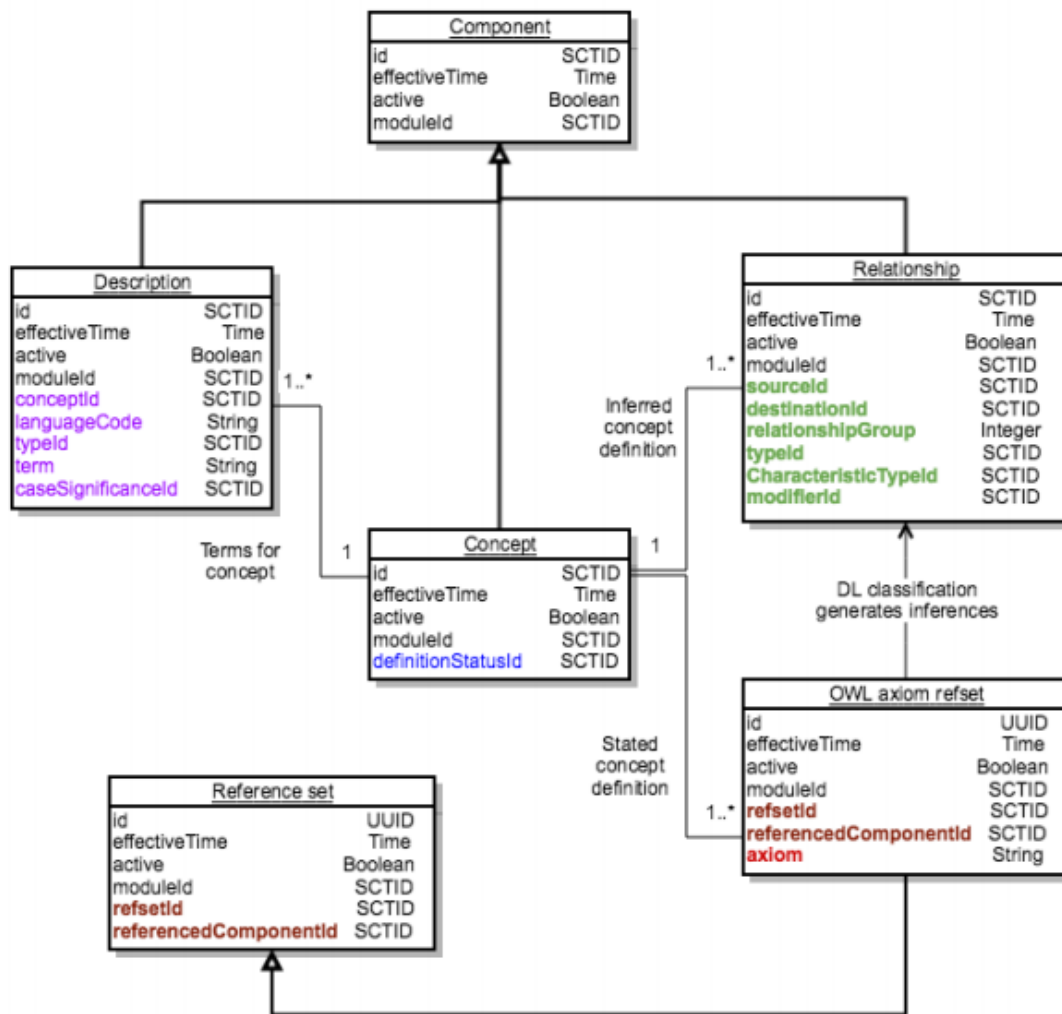 Component
id SCTID
effectiveTime Time
active Boolean
moduleId SCTID
Description
id SCTID
effectiveTime Time
active Boolean
moduleId SCTID
conceptId SCTID
languageCode String
typeId SCTID
term String
caseSignificanceId SCTID
1..*
Terms for
concept
1
Relationship
id SCTID
effectiveTime Time
active Boolean
moduleId SCTID
sourceId SCTID
destinationId SCTID
relationshipGroup Integer
typeId SCTID
CharacteristicTypeId SCTID
modifierId SCTID
1..*
Inferred
concept
definition
1
Concept
id SCTID
effectiveTime Time
active Boolean
moduleId SCTID
definitionStatusId SCTID
DL classification
generates inferences
Stated
concept
definition
1..*
OWL axiom refset
id UUID
effectiveTime Time
active Boolean
moduleId SCTID
refsetId SCTID
referencedComponentId SCTID
axiom String
Reference set
id UUID
effectiveTime Time
active Boolean
moduleId SCTID
refsetId SCTID
referencedComponentId SCTID